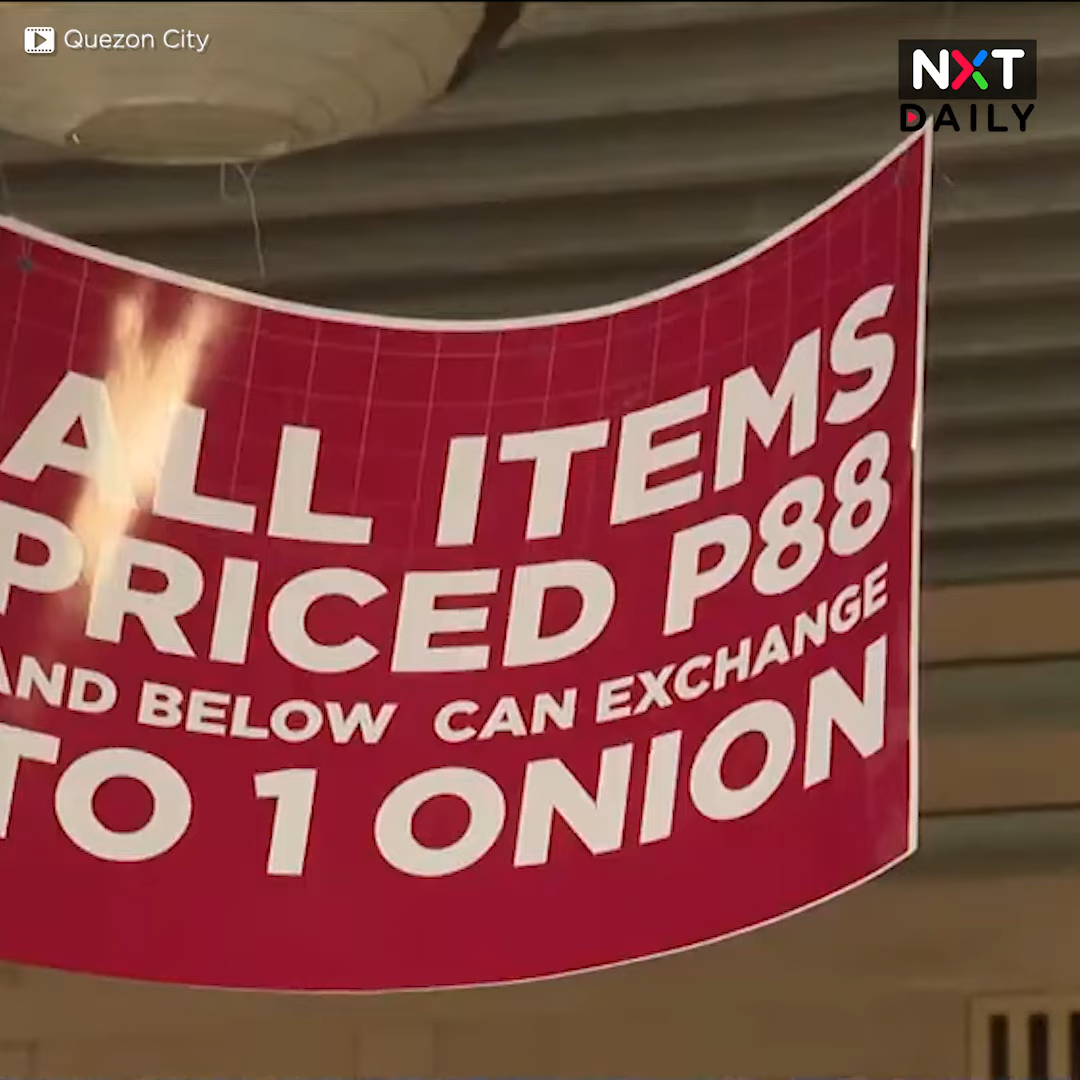 Quezon City
NXT
DAILY
ALL ITEMS
PRICED P88
AND BELOW CAN EXCHANGE
TO 1 ONION